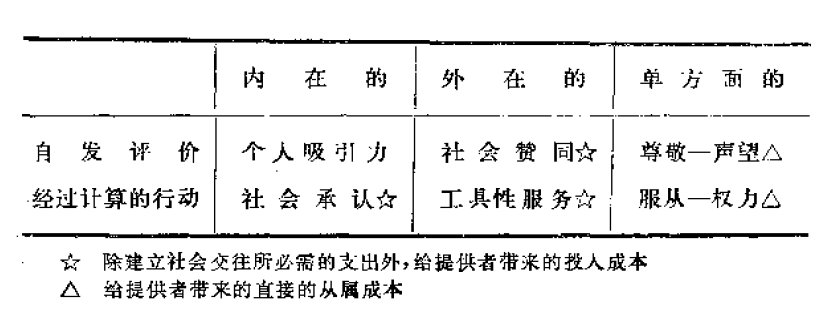 内在的 外在的 单方面的
自发评价 个人吸引力 社会赞同☆ 尊敬—声望△
经过计算的行动 社会承认☆ 工具性服务☆ 服从—权力△
☆ 除建立社会交往所必需的支出外,给提供者带来的投入成本
△ 给提供者带来的直接的从属成本